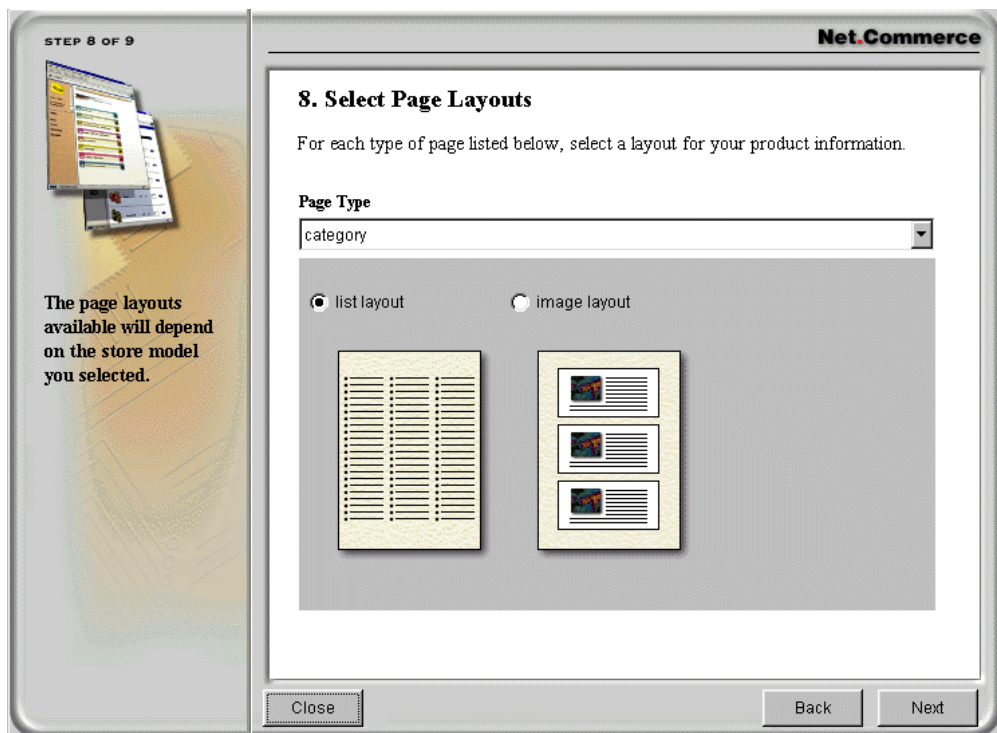 STEP 8 OF 9
Net.Commerce
8. Select Page Layouts
For each type of page listed below, select a layout for your product information.
Page Type
category
list layout
image layout
The page layouts
available will depend
on the store model
you selected.
Close
Back
Next